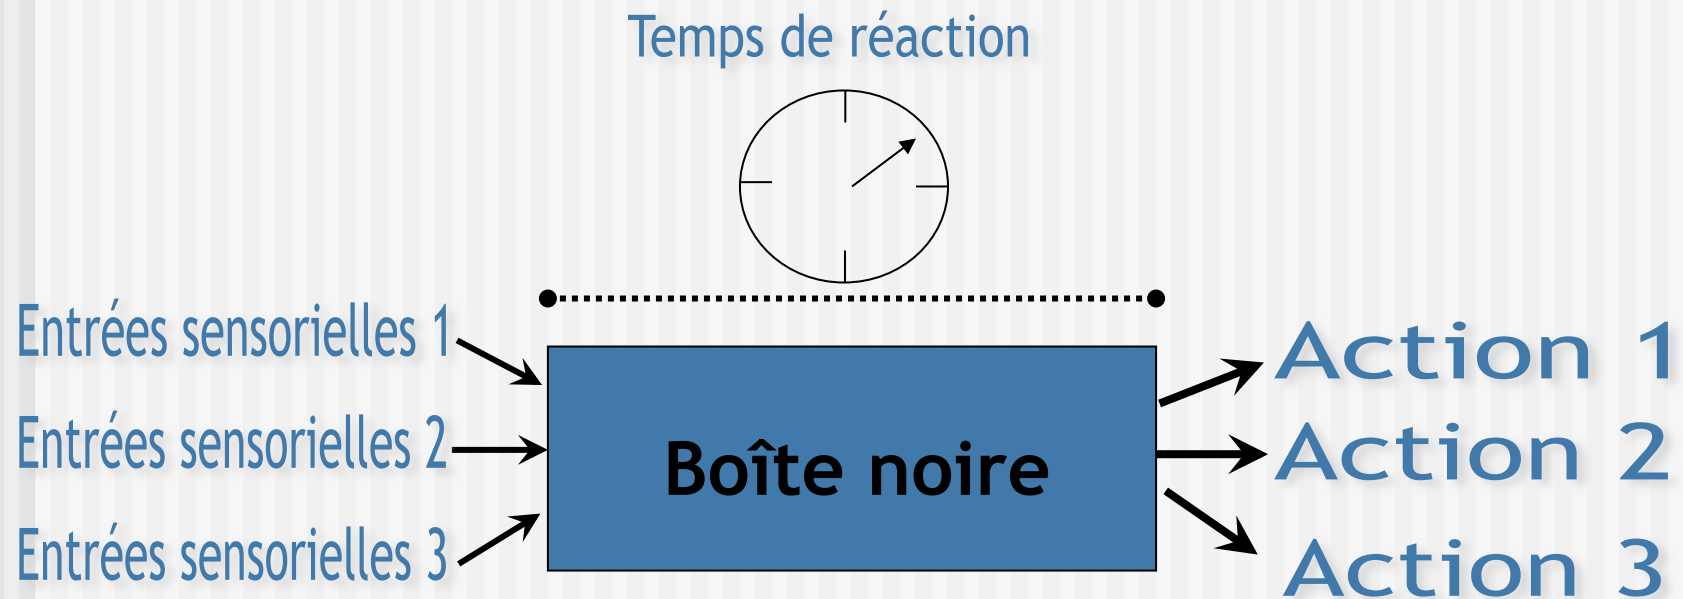 Temps de réaction
Entrées sensorielles 1
Entrées sensorielles 2
Entrées sensorielles 3
Boîte noire
Action 1
Action 2
Action 3